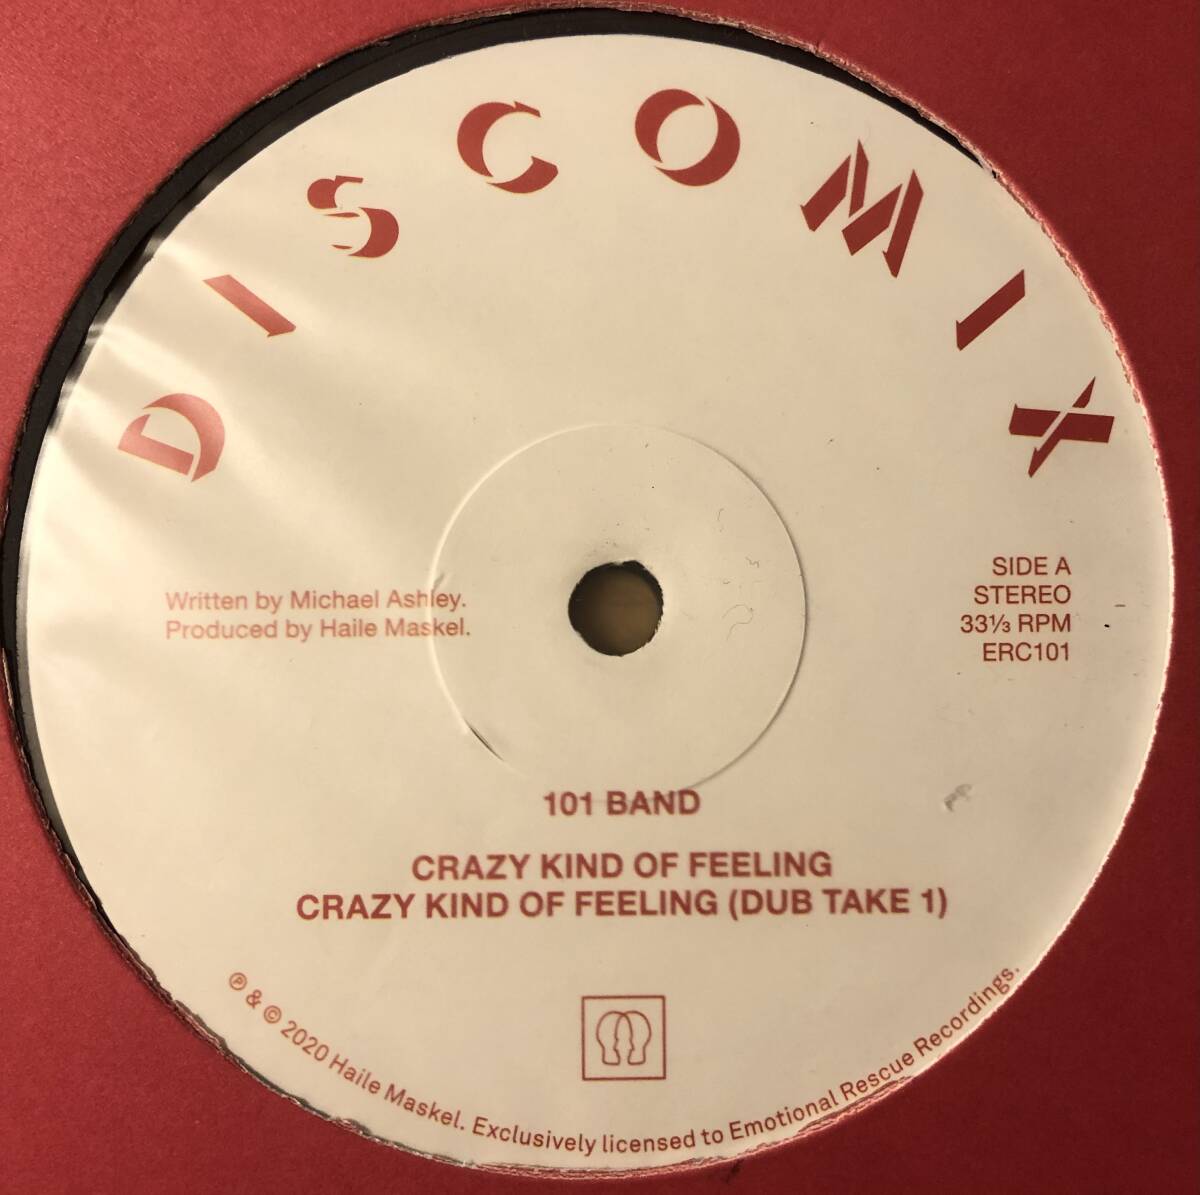 DISCOMIX
Written by Michael Ashley.
Produced by Haile Maskel.
SIDE A
STEREO
33⅓ RPM
ERC101
101 BAND
CRAZY KIND OF FEELING
CRAZY KIND OF FEELING (DUB TAKE 1)
℗ & © 2020 Haile Maskel. Exclusively licensed to Emotional Rescue Recordings.